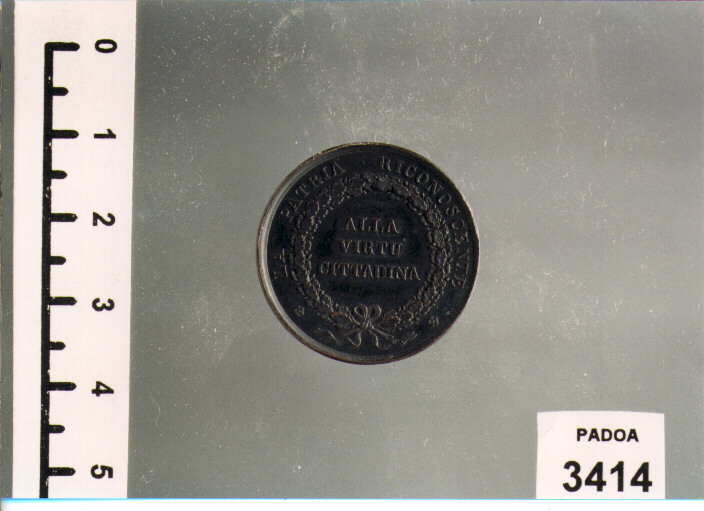 0
1
2
3
4
5
LA PATRIA RICONOSCENTE
ALLA
VIRTU'
CITTADINA
PADOA
3414